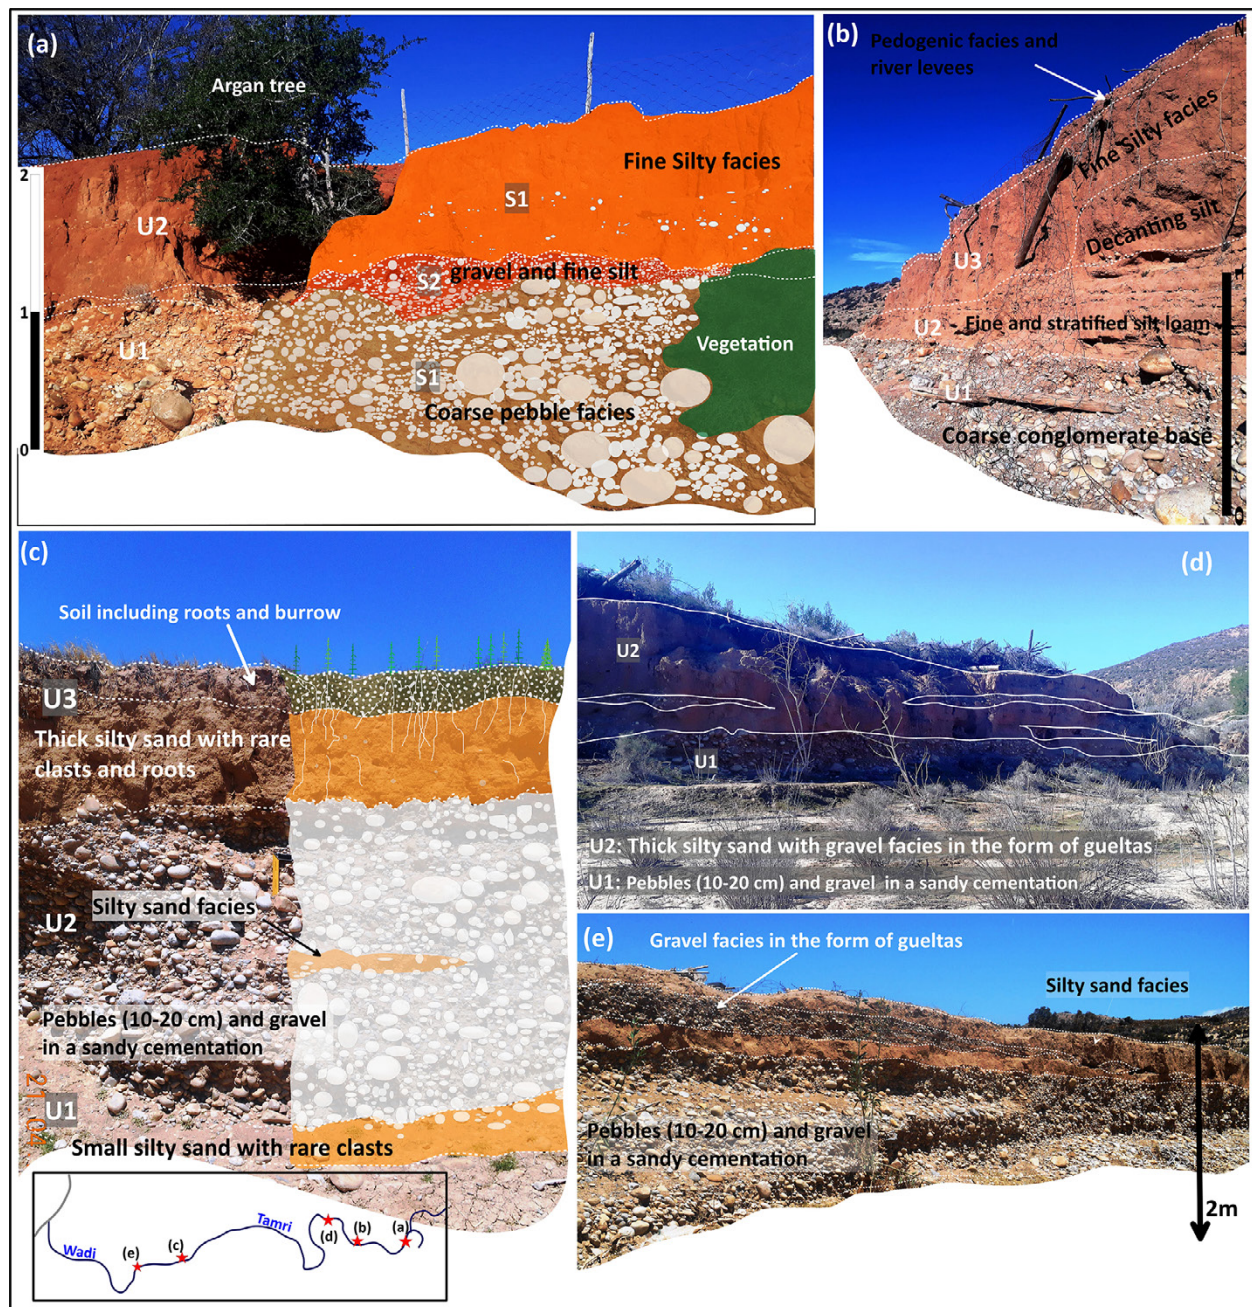 (a)
Argan tree
2
1
0
U2
U1
Fine Silty facies
S1
S2
gravel and fine silt
S1
Coarse pebble facies
Vegetation
(b)
Pedogenic facies and
river levees
Fine Silty facies
Decanting silt
U3
U2
Fine and stratified silt loam
U1
Coarse conglomerate base
0
(c)
Soil including roots and burrow
U3
Thick silty sand with rare
clasts and roots
Silty sand facies
U2
Pebbles (10-20 cm) and gravel
in a sandy cementation
U1
Small silty sand with rare clasts
Wadi
Tamri
(e)
(c)
(d)
(b)
(a)
(d)
U2
U1
U2: Thick silty sand with gravel facies in the form of gueltas
U1: Pebbles (10-20 cm) and gravel in a sandy cementation
(e)
Gravel facies in the form of gueltas
Silty sand facies
Pebbles (10-20 cm) and gravel
in a sandy cementation
2m